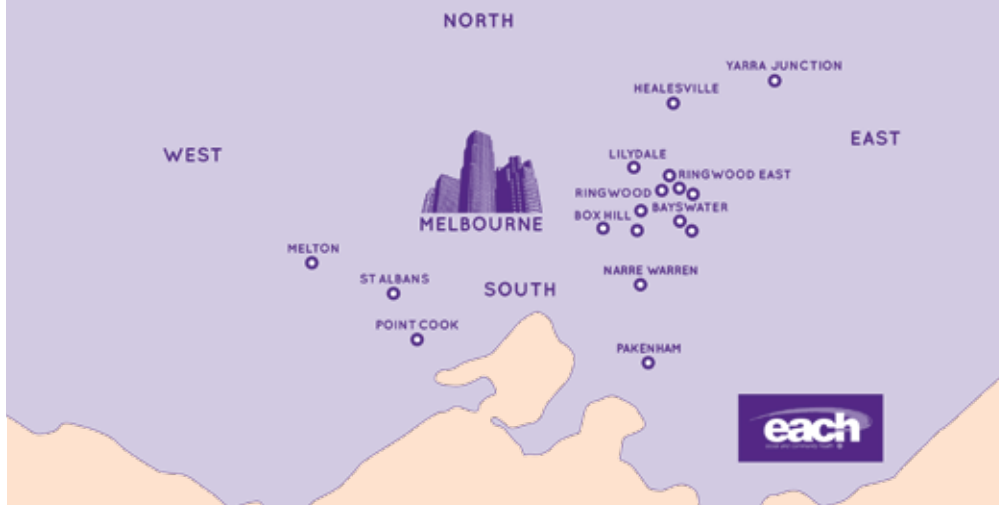 NORTH
YARRA JUNCTION
HEALESVILLE
EAST
WEST
LILYDALE
RINGWOOD EAST
RINGWOOD
BAYSWATER
BOX HILL
MELBOURNE
MELTON
NARRE WARREN
ST ALBANS
SOUTH
POINT COOK
PAKENHAM
each